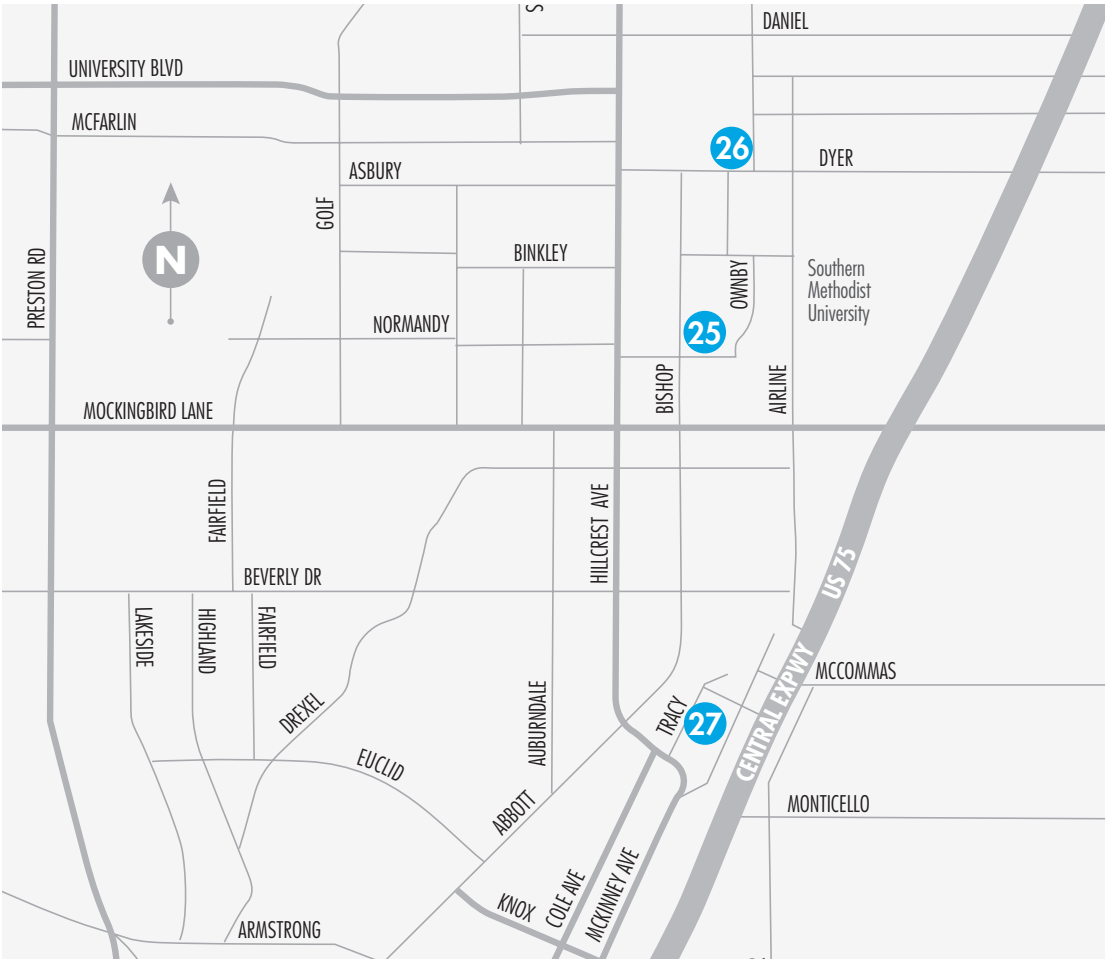 DANIEL
UNIVERSITY BLVD
MCFARLIN
26
DYER
ASBURY
GOLF
N
PRESTON RD
BINKLEY
OWNBY
Southern
Methodist
University
NORMANDY
25
BISHOP
AIRLINE
MOCKINGBIRD LANE
FAIRFIELD
HILLCREST AVE
US 75
BEVERLY DR
LAKESIDE
HIGHLAND
FAIRFIELD
CENTRAL EXPWY
MCCOMMAS
DREXEL
AUBURNDALE
TRACY
27
EUCLID
ABBOTT
MONTICELLO
KNOX
COLE AVE
MCKINNEY AVE
ARMSTRONG